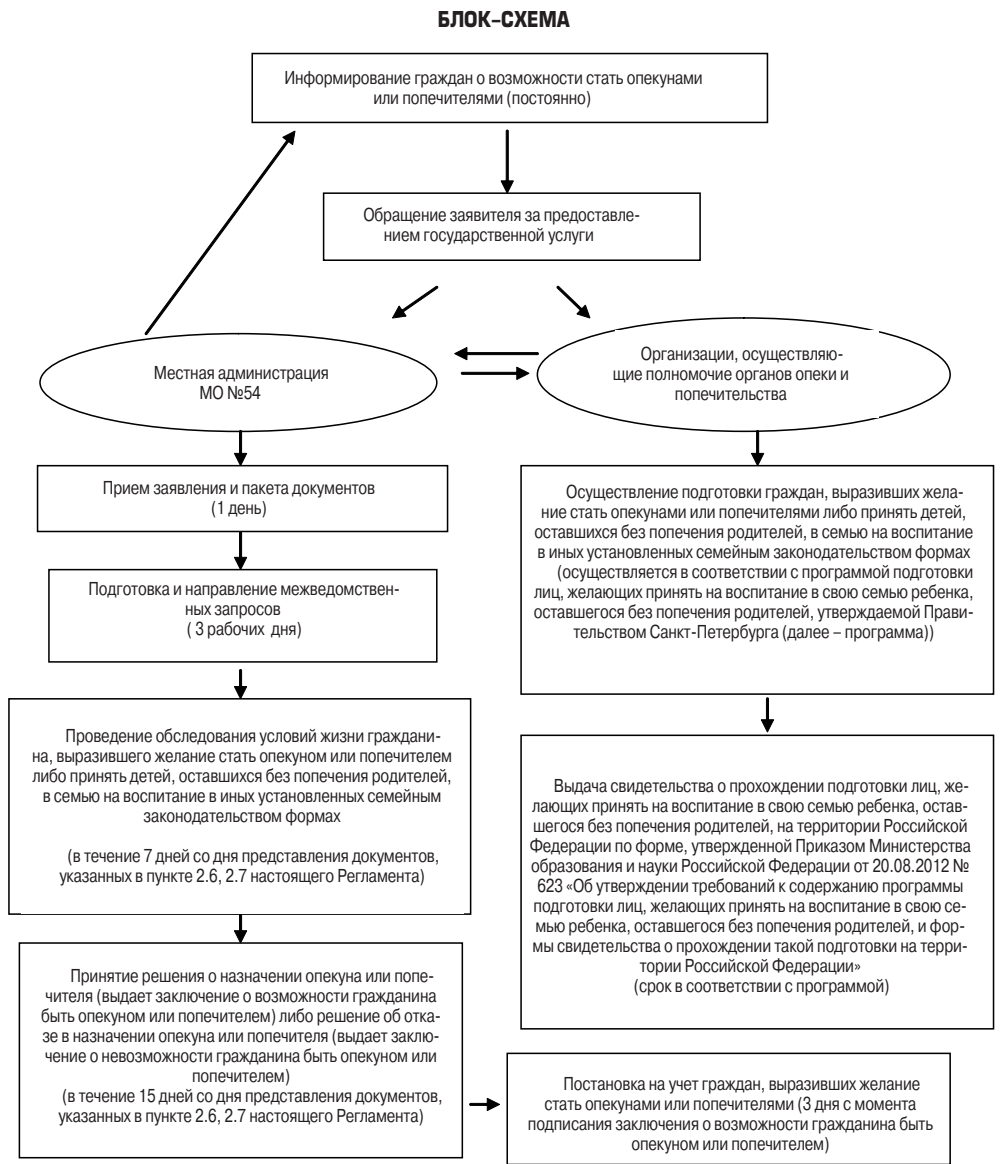 БЛОК-СХЕМА
Информирование граждан о возможности стать опекунами
или попечителями (постоянно)
Обращение заявителя за предоставле-
нием государственной услуги
Местная администрация
МО №54
Организации, осуществляю-
щие полномочие органов опеки и
попечительства
Прием заявления и пакета документов
(1 день)
Подготовка и направление межведомствен-
ных запросов
( 3 рабочих дня)
Проведение обследования условий жизни граждани-
на, выразившего желание стать опекуном или попечителем
либо принять детей, оставшихся без попечения родителей,
в семью на воспитание в иных установленных семейным
законодательством формах
(в течение 7 дней со дня представления документов,
указанных в пункте 2.6, 2.7 настоящего Регламента)
Принятие решения о назначении опекуна или попе-
чителя (выдает заключение о возможности гражданина
быть опекуном или попечителем) либо решение об отка-
зе в назначении опекуна или попечителя (выдает заклю-
чение о невозможности гражданина быть опекуном или
попечителем)
(в течение 15 дней со дня представления документов,
указанных в пункте 2.6, 2.7 настоящего Регламента)
Осуществление подготовки граждан, выразивших жела-
ние стать опекунами или попечителями либо принять детей,
оставшихся без попечения родителей, в семью на воспитание
в иных установленных семейным законодательством формах
(осуществляется в соответствии с программой подготовки
лиц, желающих принять на воспитание в свою семью ребенка,
оставшегося без попечения родителей, утверждаемой Прави-
тельством Санкт-Петербурга (далее – программа))
Выдача свидетельства о прохождении подготовки лиц, же-
лающих принять на воспитание в свою семью ребенка, остав-
шегося без попечения родителей, на территории Российской
Федерации по форме, утвержденной Приказом Министерства
образования и науки Российской Федерации от 20.08.2012 №
623 «Об утверждении требований к содержанию программы
подготовки лиц, желающих принять на воспитание в свою се-
мью ребенка, оставшегося без попечения родителей, и фор-
мы свидетельства о прохождении такой подготовки на терри-
тории Российской Федерации»
(срок в соответствии с программой)
Постановка на учет граждан, выразивших желание
стать опекунами или попечителями (3 дня с момента
подписания заключения о возможности гражданина быть
опекуном или попечителем)